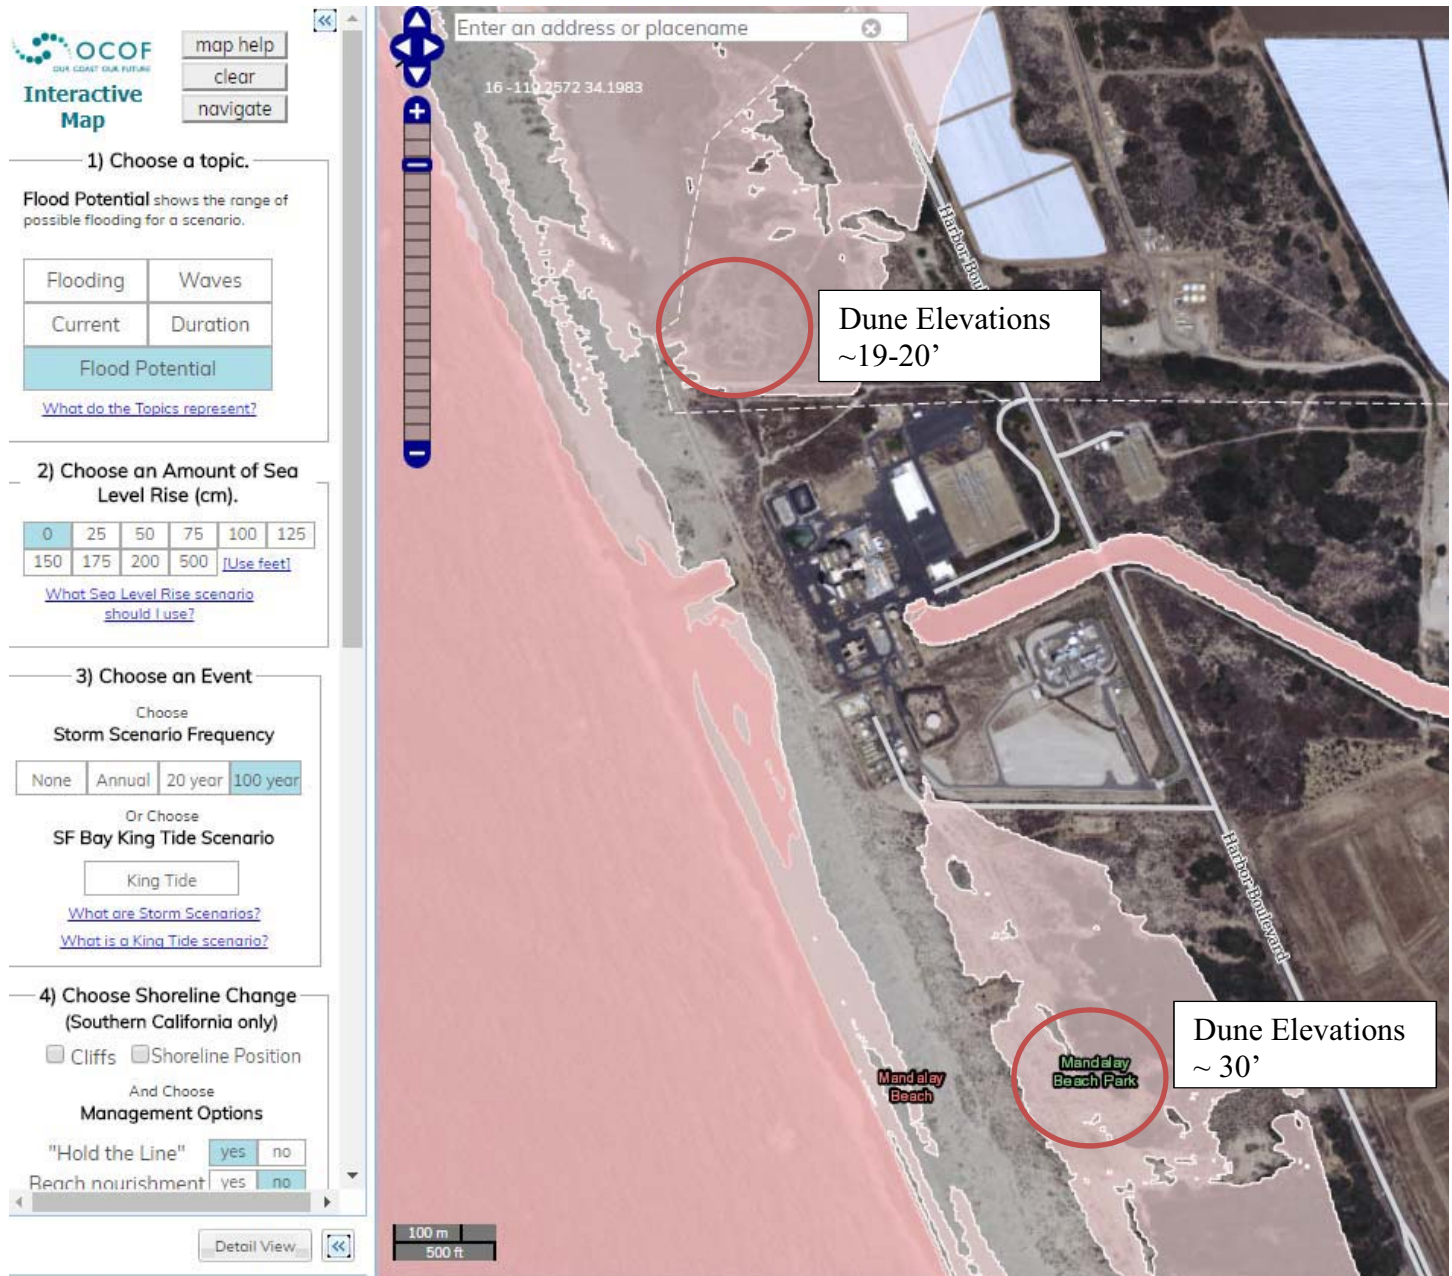 OCOF
OUR COAST OUR FUTURE
Interactive
Map
map help
clear
navigate
1) Choose a topic.
Flood Potential shows the range of
possible flooding for a scenario.
Flooding Waves
Current Duration
Flood Potential
What do the Topics represent?
2) Choose an Amount of Sea
Level Rise (cm).
0 25 50 75 100 125
150 175 200 500 [Use feet]
What Sea Level Rise scenario
should I use?
3) Choose an Event
Choose
Storm Scenario Frequency
None Annual 20 year 100 year
Or Choose
SF Bay King Tide Scenario
King Tide
What are Storm Scenarios?
What is a King Tide scenario?
4) Choose Shoreline Change
(Southern California only)
Cliffs Shoreline Position
And Choose
Management Options
"Hold the Line" yes no
Beach nourishment yes no
Detail View
Enter an address or placename
16 -119.2572 34.1983
Harbor Boulevard
Dune Elevations
~19-20’
Harbor Boulevard
Dune Elevations
~ 30’
Mandalay
Beach
Mandalay
Beach Park
100 m
500 ft